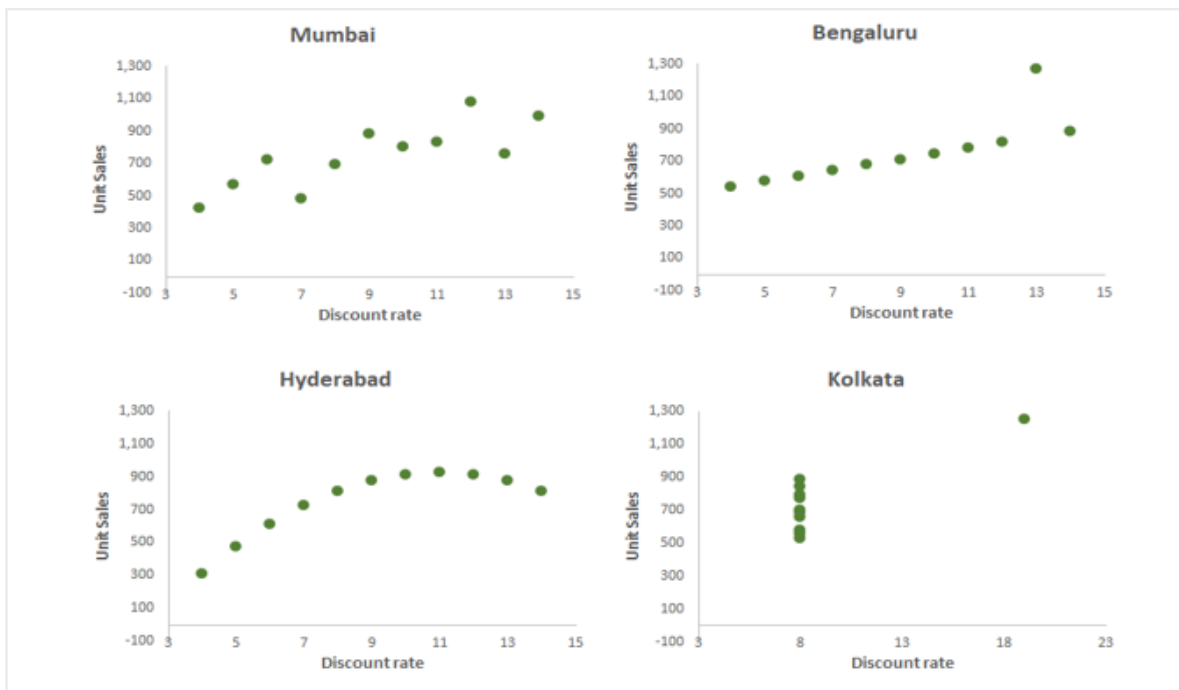 Mumbai
1,300
1,100
900
700
500
300
100
-100
Unit Sales
3 5 7 9 11 13 15
Discount rate
Bengaluru
1,300
1,100
900
700
500
300
100
-100
Unit Sales
3 5 7 9 11 13 15
Discount rate
Hyderabad
1,300
1,100
900
700
500
300
100
-100
Unit Sales
3 5 7 9 11 13 15
Discount rate
Kolkata
1,300
1,100
900
700
500
300
100
-100
Unit Sales
3 8 13 18 23
Discount rate